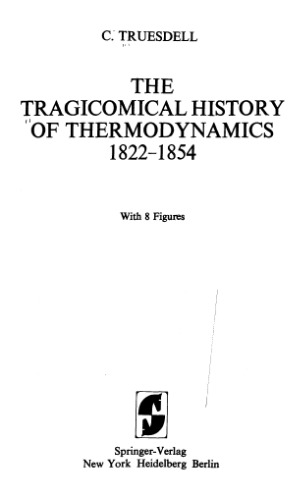 C. TRUESDELL
THE
TRAGICOMICAL HISTORY
OF THERMODYNAMICS
1822–1854
With 8 Figures
Springer-Verlag
New York Heidelberg Berlin